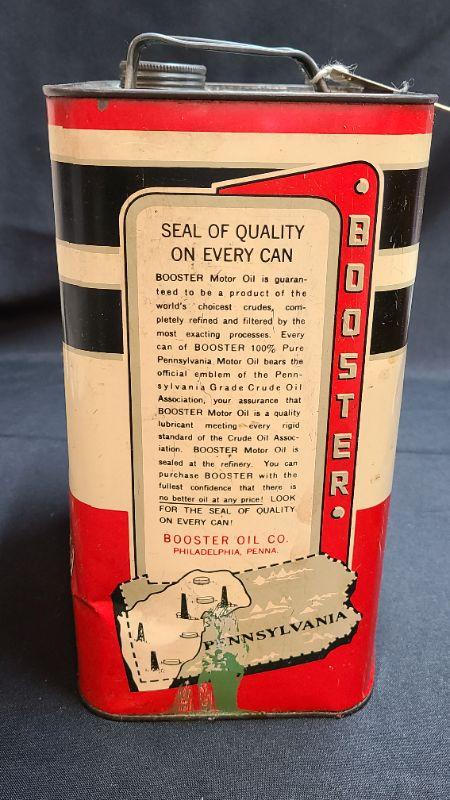 SEAL OF QUALITY
ON EVERY CAN
BOOSTER Motor Oil is guaran-
teed to be a product of the
world's choicest crudes, com-
pletely refined and filtered by the
most exacting processes. Every
can of BOOSTER 100% Pure
Pennsylvania Motor Oil bears the
official emblem of the Penn-
sylvania Grade Crude Oil
Association, your assurance that
BOOSTER Motor Oil is a quality
lubricant meeting every rigid
standard of the Crude Oil Assoc-
iation. BOOSTER Motor Oil is
sealed at the refinery. You can
purchase BOOSTER with the
fullest confidence that there is
no better oil at any price! LOOK
FOR THE SEAL OF QUALITY
ON EVERY CAN!
BOOSTER OIL CO.
PHILADELPHIA, PENNA.
BOOSTER
PENNSYLVANIA